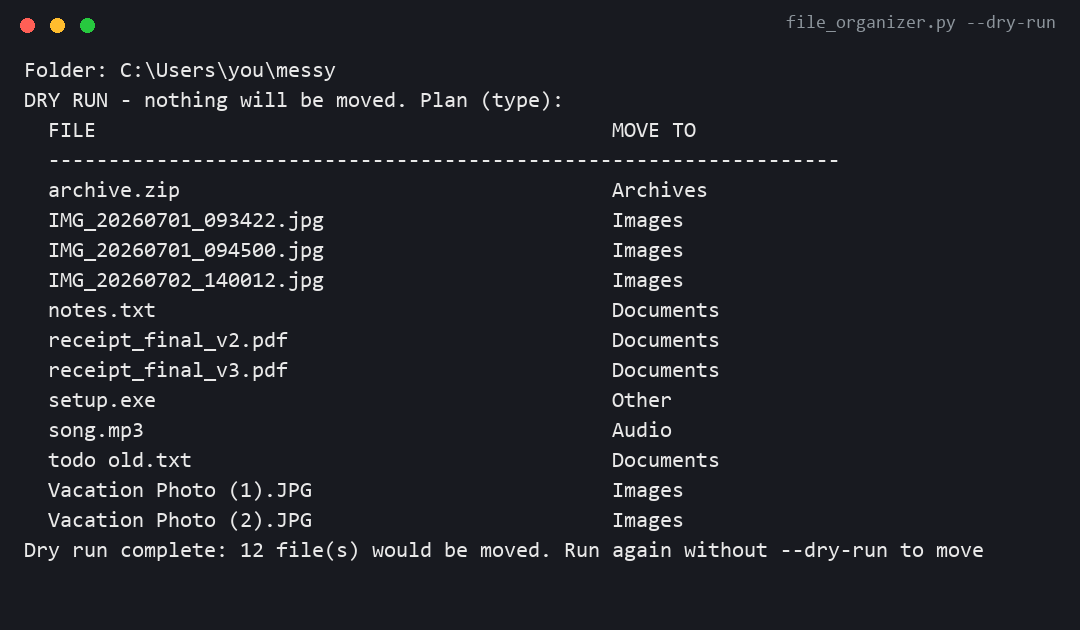 file_organizer.py --dry-run
Folder: C:\Users\you\messy
DRY RUN - nothing will be moved. Plan (type):
FILE MOVE TO
------------------------------------------------------------------
archive.zip Archives
IMG_20260701_093422.jpg Images
IMG_20260701_094500.jpg Images
IMG_20260702_140012.jpg Images
notes.txt Documents
receipt_final_v2.pdf Documents
receipt_final_v3.pdf Documents
setup.exe Other
song.mp3 Audio
todo old.txt Documents
Vacation Photo (1).JPG Images
Vacation Photo (2).JPG Images
Dry run complete: 12 file(s) would be moved. Run again without --dry-run to move